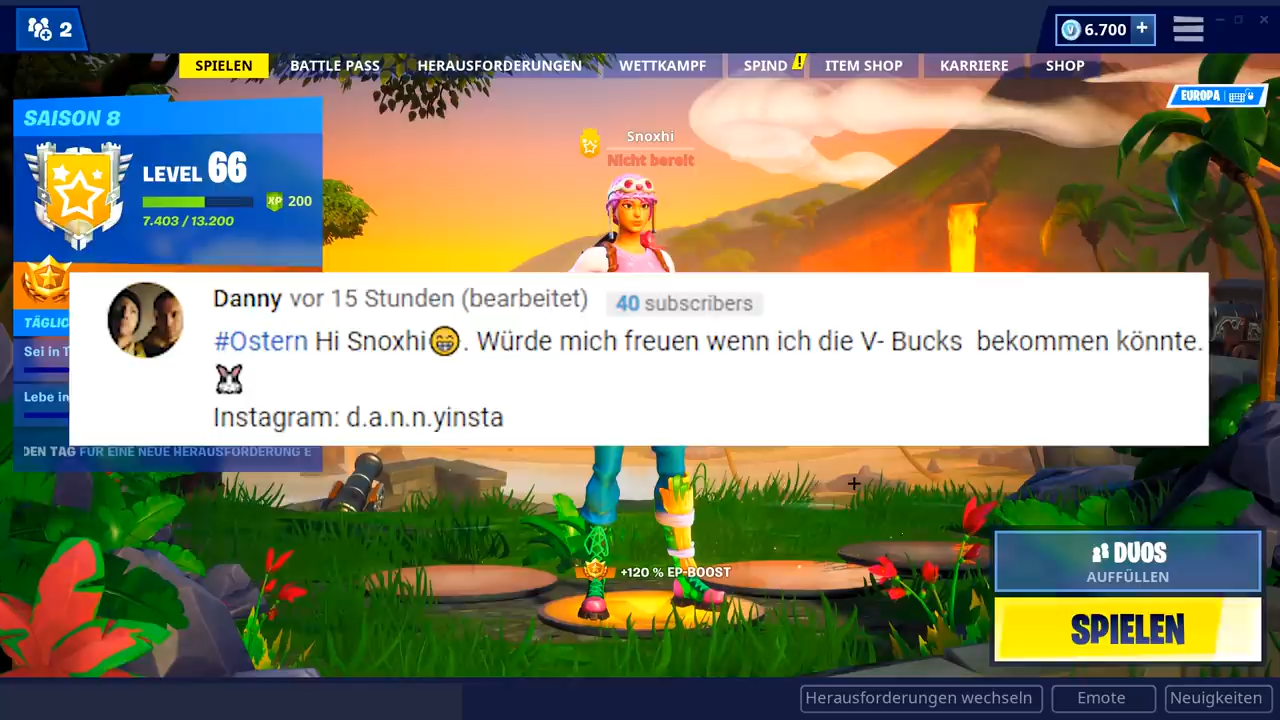 2
6.700 +
SPIELEN BATTLE PASS HERAUSFORDERUNGEN WETTKAMPF SPIND ! ITEM SHOP KARRIERE SHOP
EUROPA
SAISON 8
LEVEL 66
XP 200
7.403 / 13.200
Snoxhi
Nicht bereit
TÄGLIC
Sei in T
Lebe in
DEN TAG FÜR EINE NEUE HERAUSFORDERUNG E
Danny vor 15 Stunden (bearbeitet) 40 subscribers
#Ostern Hi Snoxhi😁. Würde mich freuen wenn ich die V- Bucks bekommen könnte.
🐰
Instagram: d.a.n.n.yinsta
+120 % EP-BOOST
DUOS
AUFFÜLLEN
SPIELEN
Herausforderungen wechseln Emote Neuigkeiten